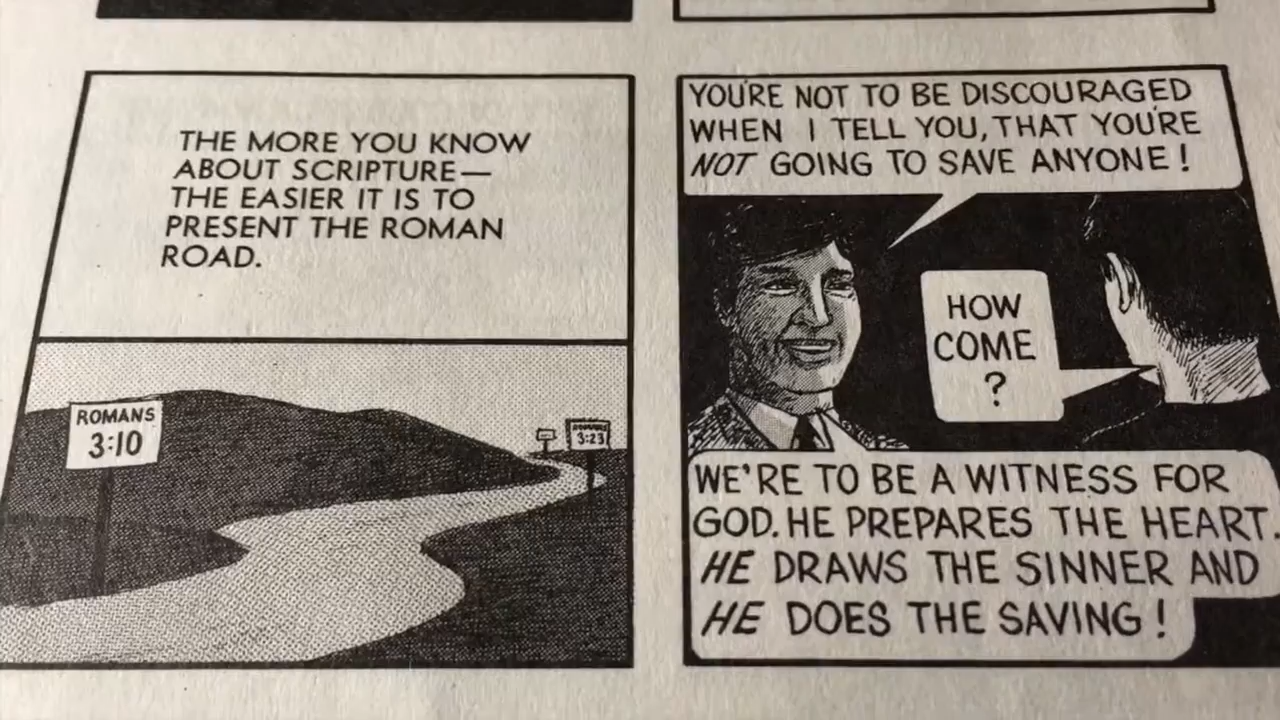 THE MORE YOU KNOW
ABOUT SCRIPTURE—
THE EASIER IT IS TO
PRESENT THE ROMAN
ROAD.
ROMANS
3:10
ROMANS
3:23
YOU'RE NOT TO BE DISCOURAGED
WHEN I TELL YOU, THAT YOU'RE
NOT GOING TO SAVE ANYONE!
HOW
COME
?
WE'RE TO BE A WITNESS FOR
GOD. HE PREPARES THE HEART.
HE DRAWS THE SINNER AND
HE DOES THE SAVING!